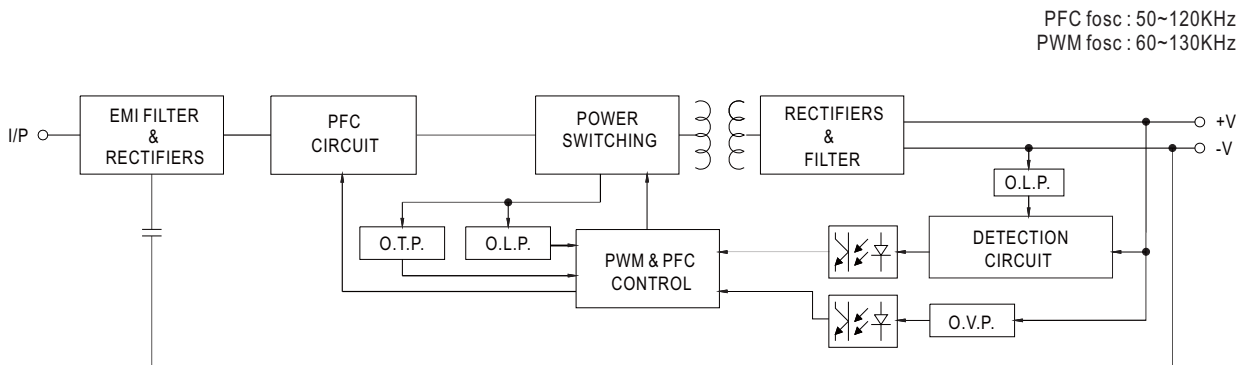 PFC fosc : 50~120KHz
PWM fosc : 60~130KHz
I/P
EMI FILTER
&
RECTIFIERS
PFC
CIRCUIT
POWER
SWITCHING
RECTIFIERS
&
FILTER
+V
-V
O.L.P.
O.T.P.
O.L.P.
PWM & PFC
CONTROL
DETECTION
CIRCUIT
O.V.P.